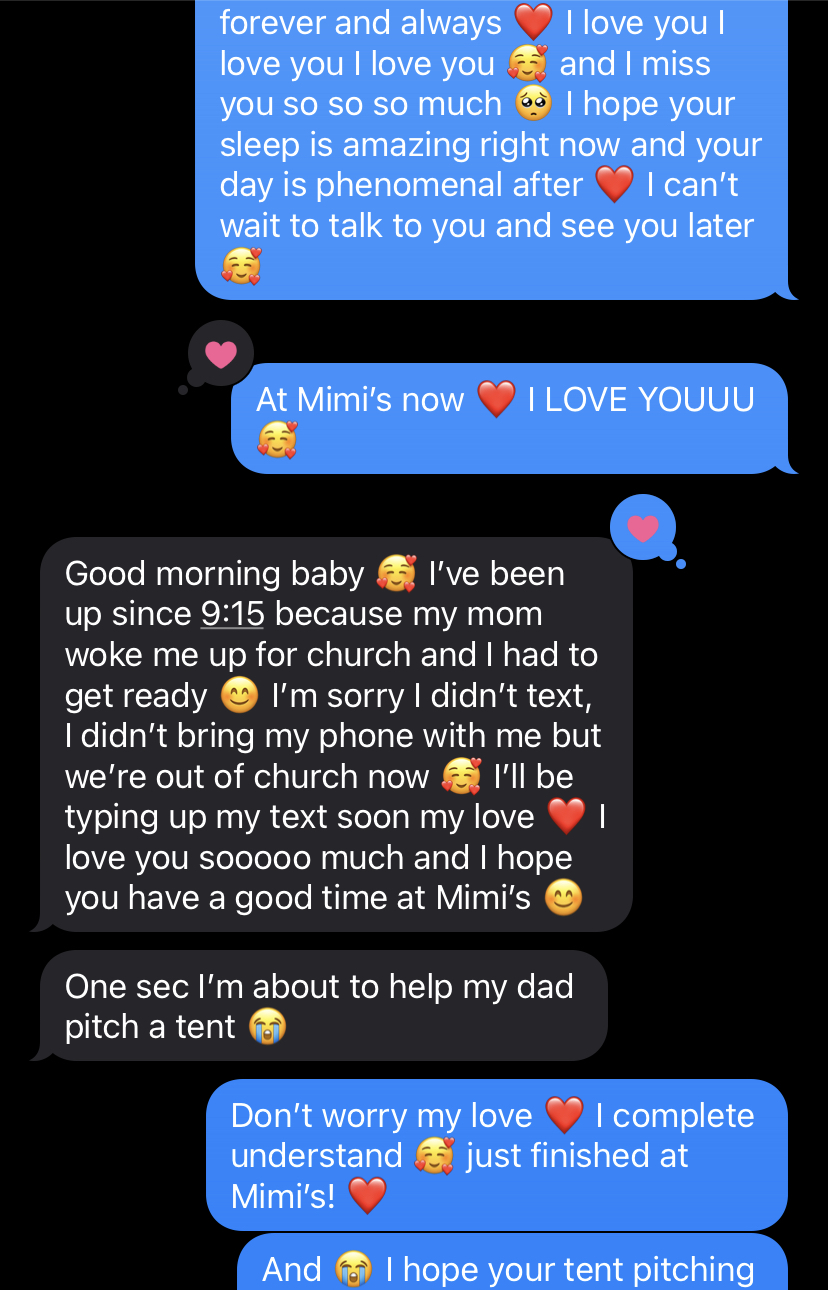 forever and always ❤️ I love you I
love you I love you 🥰 and I miss
you so so so much 🥺 I hope your
sleep is amazing right now and your
day is phenomenal after ❤️ I can’t
wait to talk to you and see you later
🥰
At Mimi’s now ❤️ I LOVE YOUUU
🥰
Good morning baby 🥰 I’ve been
up since 9:15 because my mom
woke me up for church and I had to
get ready 😊 I’m sorry I didn’t text,
I didn’t bring my phone with me but
we’re out of church now 🥰 I’ll be
typing up my text soon my love ❤️ I
love you sooooo much and I hope
you have a good time at Mimi’s 😊
One sec I’m about to help my dad
pitch a tent 😭
Don’t worry my love ❤️ I complete
understand 🥰 just finished at
Mimi’s! ❤️
And 😭 I hope your tent pitching